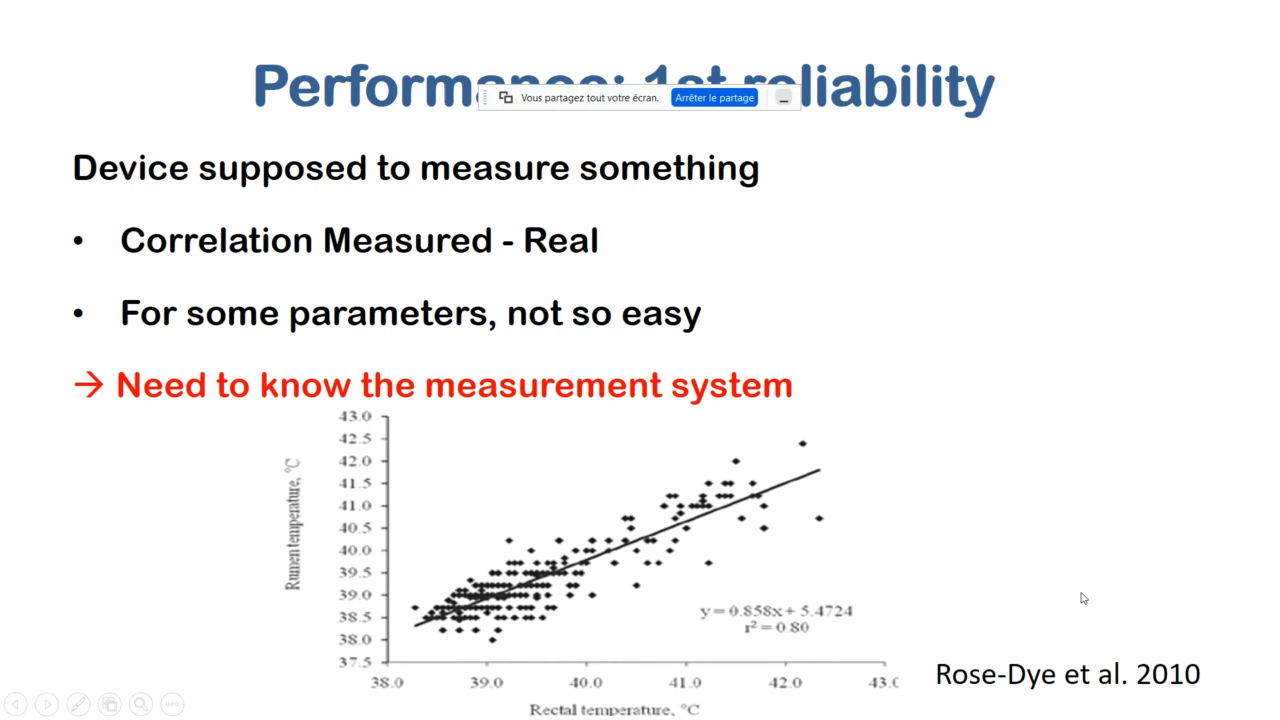 Performance: 1st reliability
Vous partagez tout votre écran. Arrêter le partage
Device supposed to measure something
• Correlation Measured - Real
• For some parameters, not so easy
→ Need to know the measurement system
43.0
42.5
42.0
41.5
41.0
40.5
40.0
39.5
39.0
38.5
38.0
37.5
Rumen temperature, °C
y = 0.858x + 5.4724
r² = 0.80
38.0 39.0 40.0 41.0 42.0 43.0
Rectal temperature, °C
Rose-Dye et al. 2010